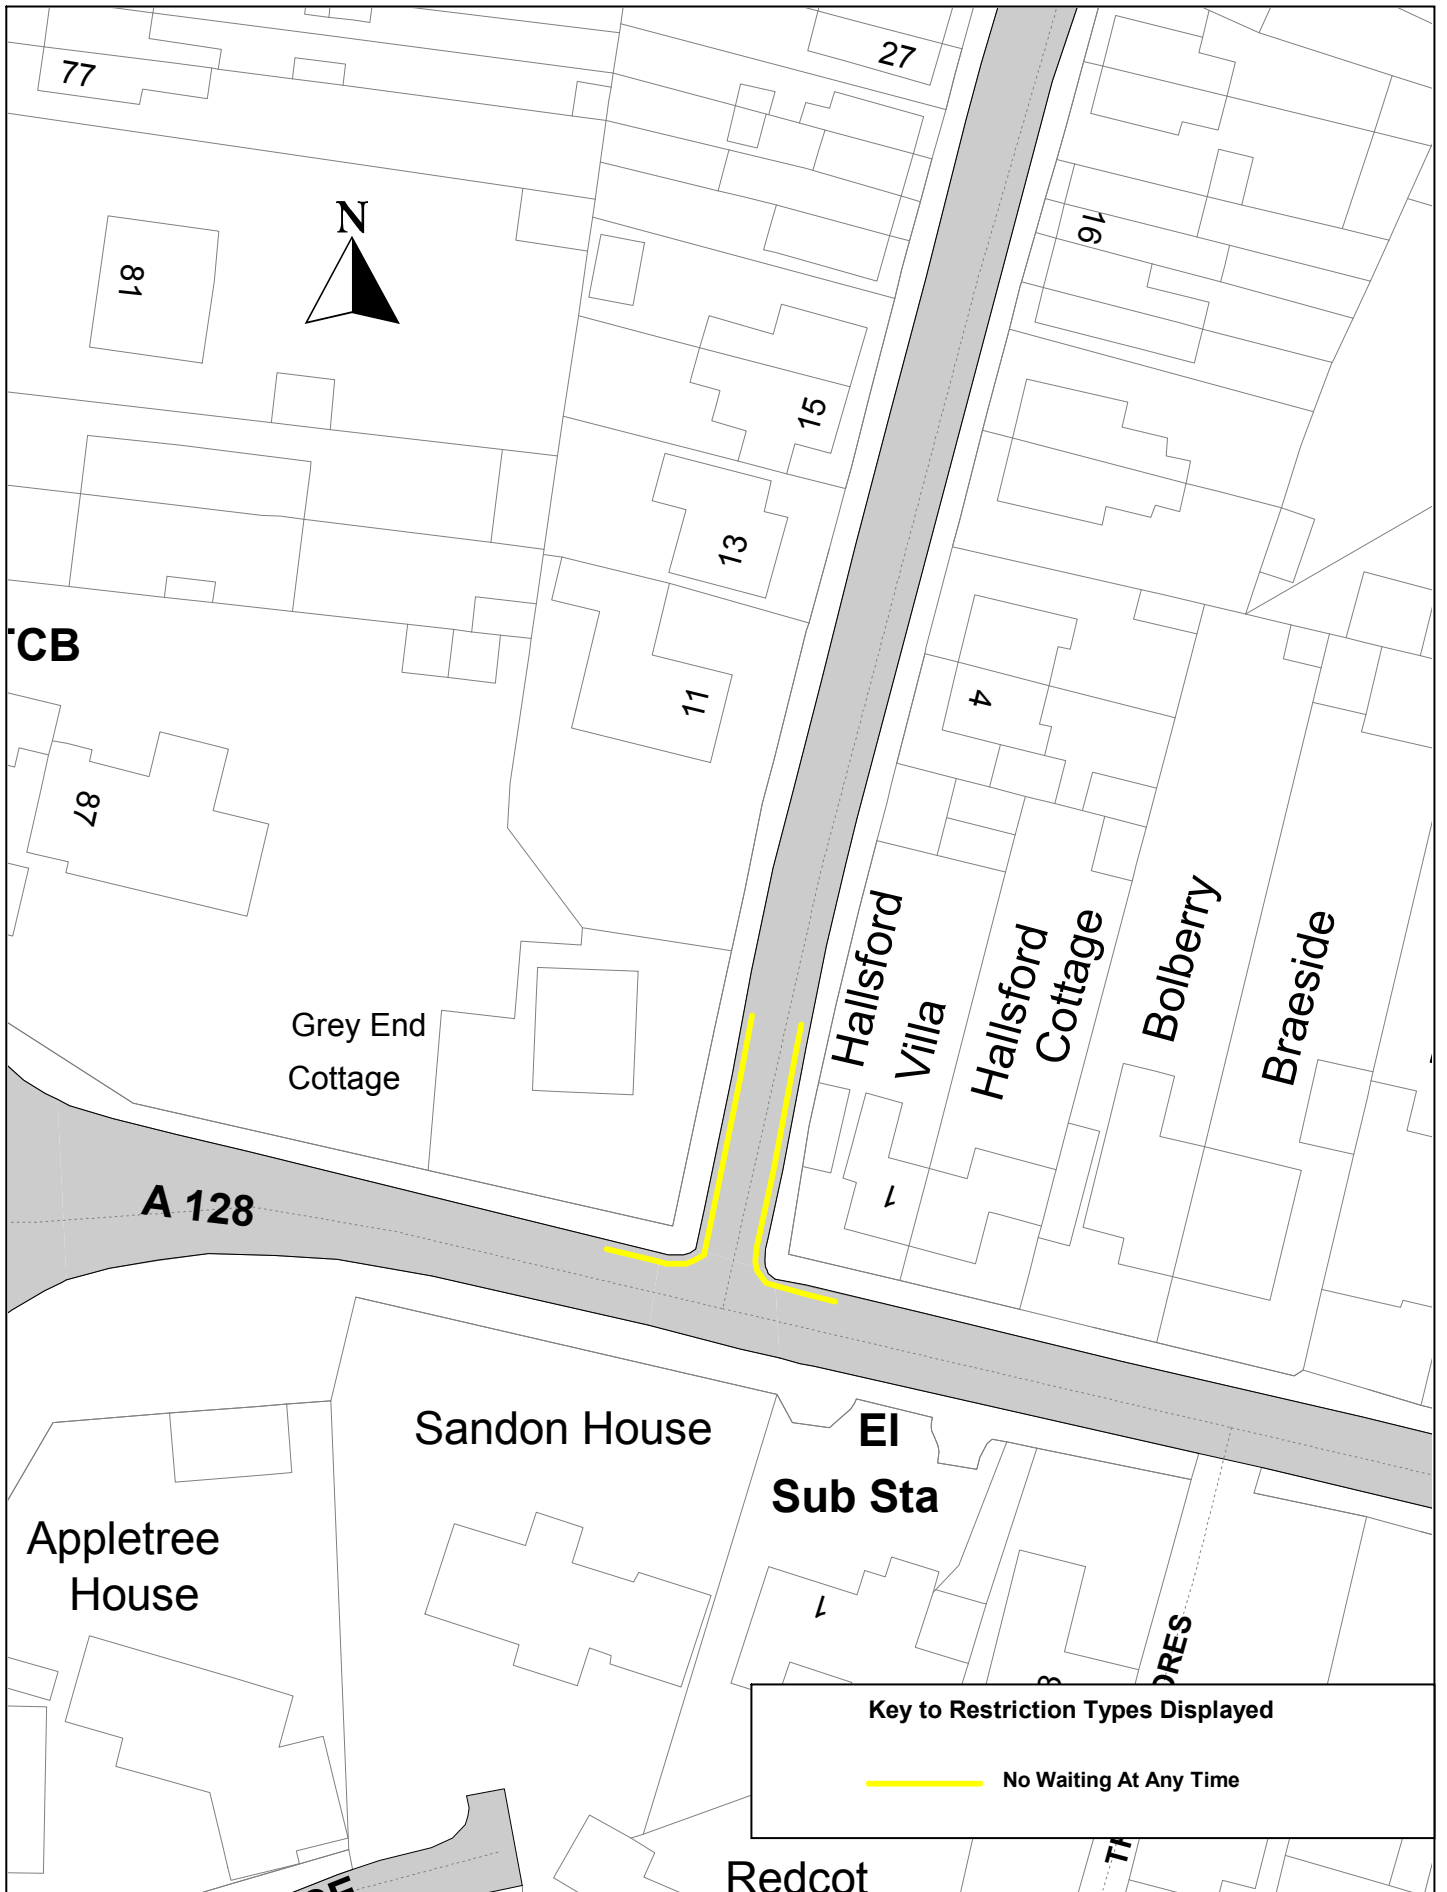 27
77
N
16
81
15
13
CB
11
4
87
Hallsford
Villa
Hallsford
Cottage
Bolberry
Braeside
Grey End
Cottage
A 128
1
Sandon House
El
Sub Sta
Appletree
House
1
Key to Restriction Types Displayed
No Waiting At Any Time
Redcot